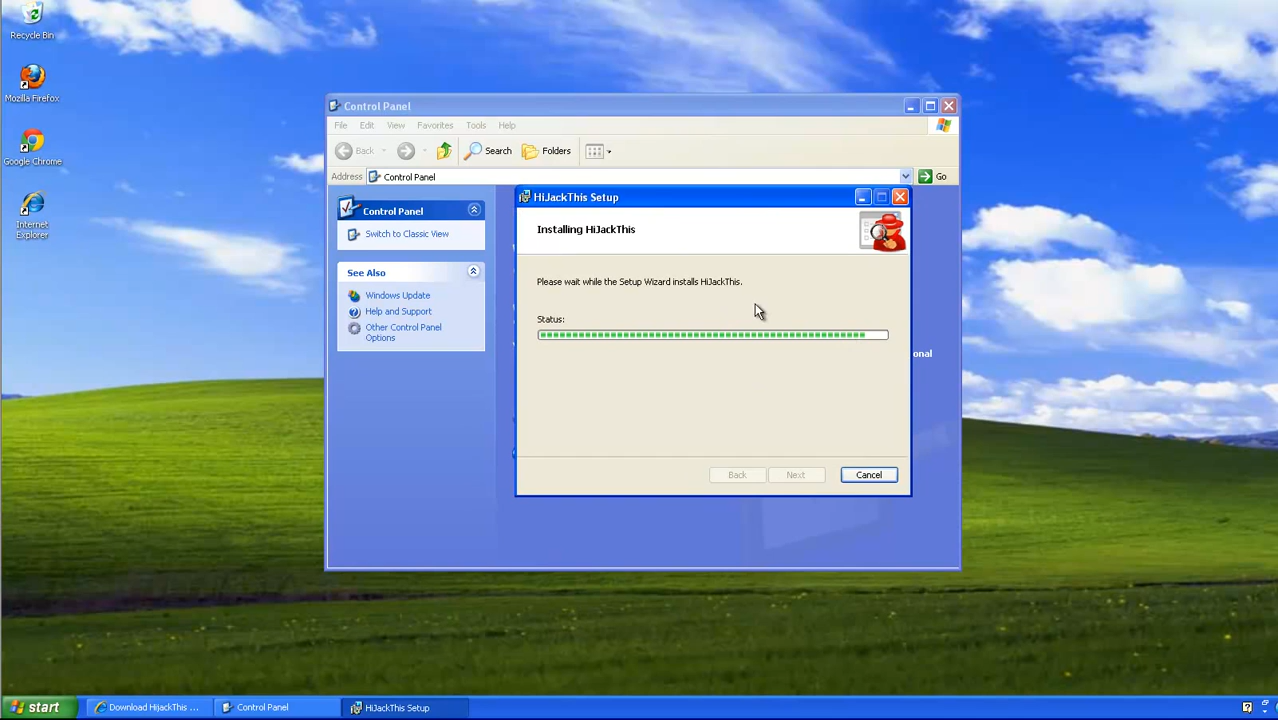 Recycle Bin
Mozilla Firefox
Google Chrome
Internet
Explorer
Control Panel
File Edit View Favorites Tools Help
Back Search Folders
Address Control Panel Go
Control Panel
Switch to Classic View
See Also
Windows Update
Help and Support
Other Control Panel
Options
HiJackThis Setup
Installing HiJackThis
Please wait while the Setup Wizard installs HiJackThis.
Status:
onal
Back Next Cancel
start Download HijackThis ... Control Panel HiJackThis Setup